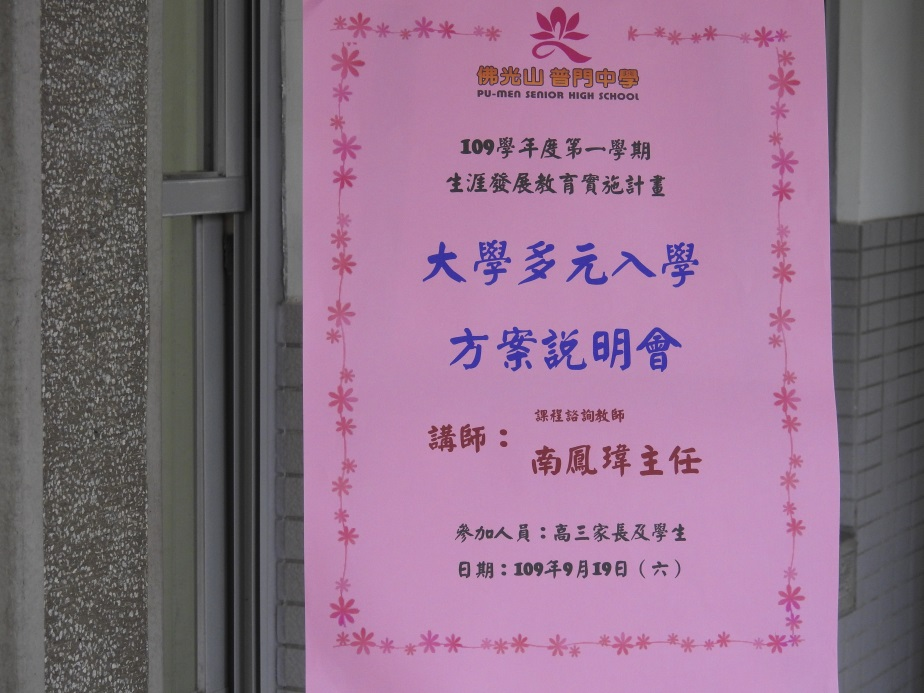 佛光山 普門中學
PU-MEN SENIOR HIGH SCHOOL
109學年度第一學期
生涯發展教育實施計畫
大學多元入學
方案說明會
課程諮詢教師
講師：南鳳瑋主任
參加人員：高三家長及學生
日期：109年9月19日（六）